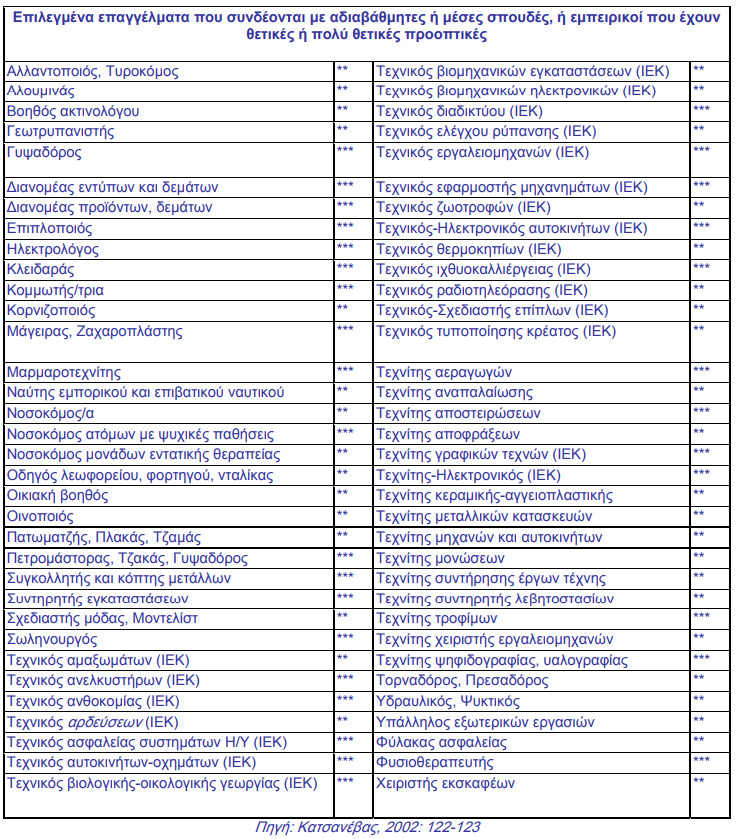 Επιλεγμένα επαγγέλματα που συνδέονται με αδιαβάθμητες ή μέσες σπουδές, ή εμπειρικοί που έχουν
θετικές ή πολύ θετικές προοπτικές
Αλλαντοποιός, Τυροκόμος ** Τεχνικός βιομηχανικών εγκαταστάσεων (ΙΕΚ) **
Αλουμινάς ** Τεχνικός βιομηχανικών ηλεκτρονικών (ΙΕΚ) **
Βοηθός ακτινολόγου ** Τεχνικός διαδικτύου (ΙΕΚ) ***
Γεωτρυπανιστής ** Τεχνικός ελέγχου ρύπανσης (ΙΕΚ) **
Γυψαδόρος *** Τεχνικός εργαλειομηχανών (ΙΕΚ) ***
Διανομέας εντύπων και δεμάτων *** Τεχνικός εφαρμοστής μηχανημάτων (ΙΕΚ) ***
Διανομέας προϊόντων, δεμάτων *** Τεχνικός ζωοτροφών (ΙΕΚ) **
Επιπλοποιός *** Τεχνικός-Ηλεκτρονικός αυτοκινήτων (ΙΕΚ) ***
Ηλεκτρολόγος *** Τεχνικός θερμοκηπίων (ΙΕΚ) **
Κλειδαράς *** Τεχνικός ιχθυοκαλλιέργειας (ΙΕΚ) ***
Κομμωτής/τρια *** Τεχνικός ραδιοτηλεόρασης (ΙΕΚ) **
Κορνιζοποιός ** Τεχνικός-Σχεδιαστής επίπλων (ΙΕΚ) **
Μάγειρας, Ζαχαροπλάστης *** Τεχνικός τυποποίησης κρέατος (ΙΕΚ) **
Μαρμαροτεχνίτης *** Τεχνίτης αεραγωγών ***
Ναύτης εμπορικού και επιβατικού ναυτικού ** Τεχνίτης αναπαλαίωσης **
Νοσοκόμος/α ** Τεχνίτης αποστειρώσεων ***
Νοσοκόμος ατόμων με ψυχικές παθήσεις *** Τεχνίτης αποφράξεων **
Νοσοκόμος μονάδων εντατικής θεραπείας ** Τεχνίτης γραφικών τεχνών (ΙΕΚ) ***
Οδηγός λεωφορείου, φορτηγού, νταλίκας ** Τεχνίτης-Ηλεκτρονικός (ΙΕΚ) ***
Οικιακή βοηθός ** Τεχνίτης κεραμικής-αγγειοπλαστικής **
Οινοποιός ** Τεχνίτης μεταλλικών κατασκευών **
Πατωματζής, Πλακάς, Τζαμάς ** Τεχνίτης μηχανών και αυτοκινήτων **
Πετρομάστορας, Τζακάς, Γυψαδόρος *** Τεχνίτης μονώσεων **
Συγκολλητής και κόπτης μετάλλων *** Τεχνίτης συντήρησης έργων τέχνης **
Συντηρητής εγκαταστάσεων *** Τεχνίτης συντηρητής λεβητοστασίων **
Σχεδιαστής μόδας, Μοντελίστ ** Τεχνίτης τροφίμων ***
Σωληνουργός *** Τεχνίτης χειριστής εργαλειομηχανών **
Τεχνικός αμαξωμάτων (ΙΕΚ) ** Τεχνίτης ψηφιδογραφίας, υαλογραφίας ***
Τεχνικός ανελκυστήρων (ΙΕΚ) *** Τορναδόρος, Πρεσαδόρος **
Τεχνικός ανθοκομίας (ΙΕΚ) *** Υδραυλικός, Ψυκτικός **
Τεχνικός αρδεύσεων (ΙΕΚ) ** Υπάλληλος εξωτερικών εργασιών **
Τεχνικός ασφαλείας συστημάτων Η/Υ (ΙΕΚ) *** Φύλακας ασφαλείας **
Τεχνικός αυτοκινήτων-οχημάτων (ΙΕΚ) *** Φυσιοθεραπευτής ***
Τεχνικός βιολογικής-οικολογικής γεωργίας (ΙΕΚ) *** Χειριστής εκσκαφέων **
Πηγή: Κατσανέβας, 2002: 122-123